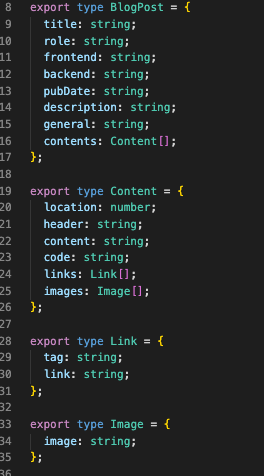 8 export type BlogPost = {
9 title: string;
10 role: string;
11 frontend: string;
12 backend: string;
13 pubDate: string;
14 description: string;
15 general: string;
16 contents: Content[];
17 };
18
19 export type Content = {
20 location: number;
21 header: string;
22 content: string;
23 code: string;
24 links: Link[];
25 images: Image[];
26 };
27
28 export type Link = {
29 tag: string;
30 link: string;
31 };
32
33 export type Image = {
34 image: string;
35 };
36